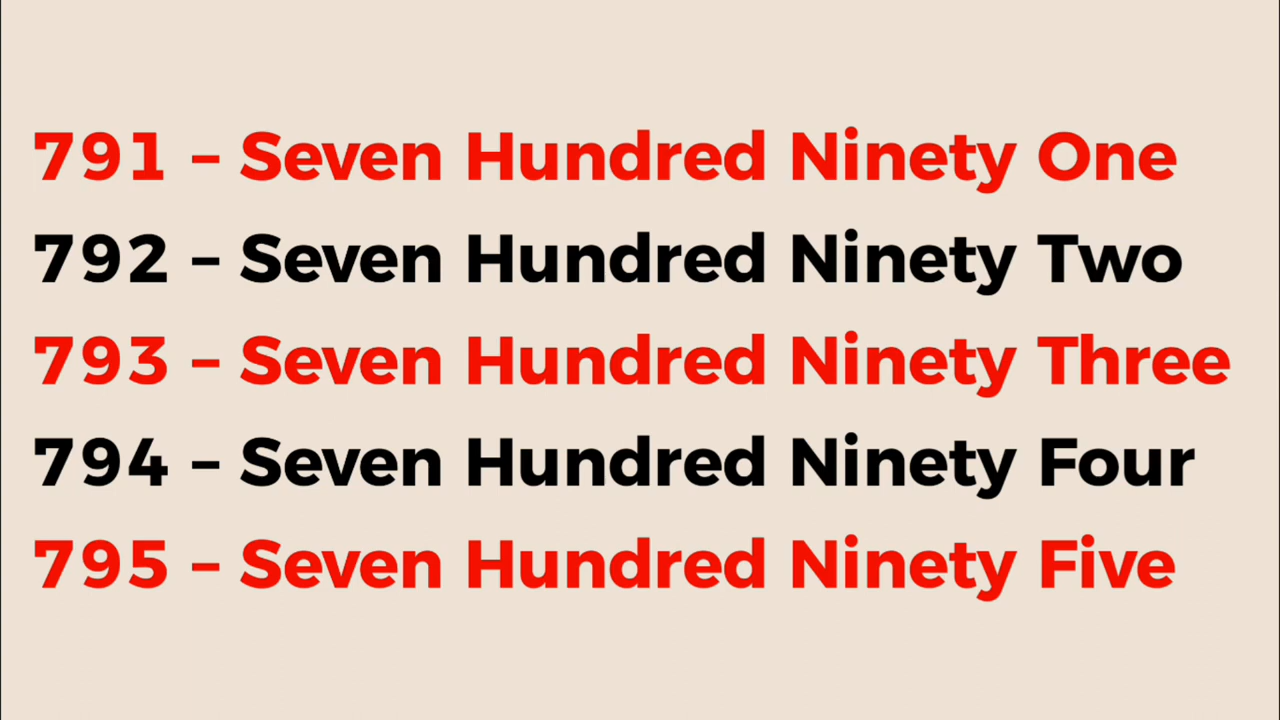 791 – Seven Hundred Ninety One
792 – Seven Hundred Ninety Two
793 – Seven Hundred Ninety Three
794 – Seven Hundred Ninety Four
795 – Seven Hundred Ninety Five